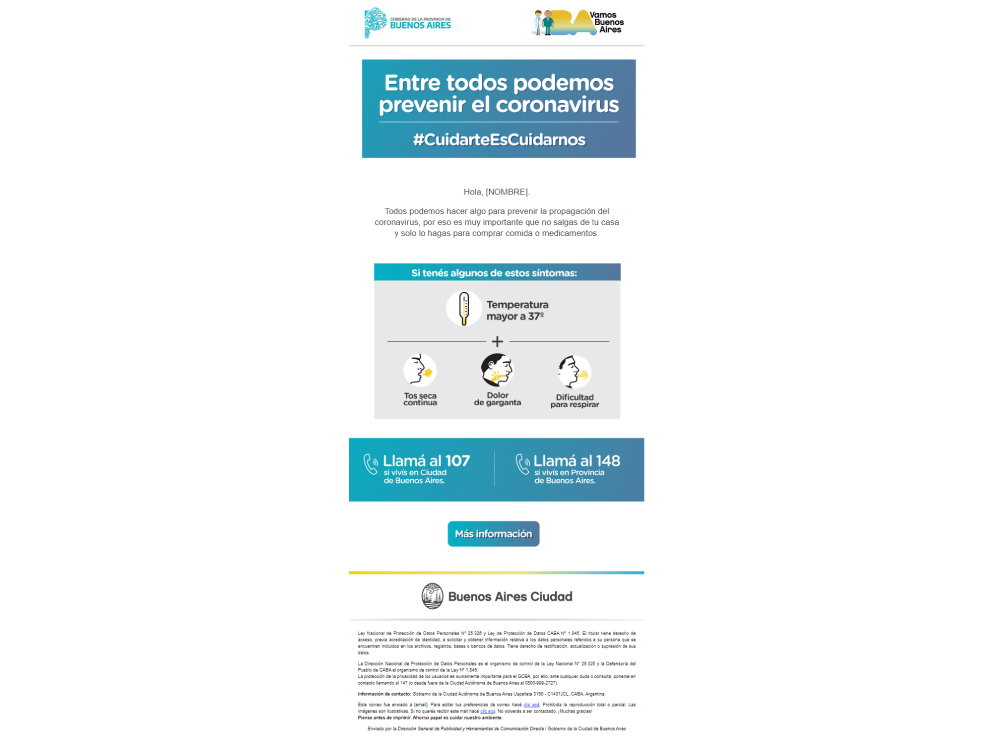 GOBIERNO DE LA PROVINCIA DE
BUENOS AIRES
BA Vamos
Buenos
Aires
Entre todos podemos
prevenir el coronavirus
#CuidarteEsCuidarnos
Hola, [NOMBRE].
Todos podemos hacer algo para prevenir la propagación del
coronavirus, por eso es muy importante que no salgas de tu casa
y solo lo hagas para comprar comida o medicamentos.
Si tenés algunos de estos síntomas:
Temperatura
mayor a 37º
+
Tos seca
continua
Dolor
de garganta
Dificultad
para respirar
Llamá al 107
si vivís en Ciudad
de Buenos Aires.
Llamá al 148
si vivís en Provincia
de Buenos Aires.
Más información
Buenos Aires Ciudad
Ley Nacional de Protección de Datos Personales N° 25.326 y Ley de Protección de Datos CABA N° 1.845. El titular tiene derecho de
acceso, previa acreditación de identidad, a solicitar y obtener información relativa a los datos personales referidos a su persona que se
encuentren incluidos en los archivos, registros, bases o bancos de datos. Tiene derecho de rectificación, actualización o supresión de sus
datos.
La Dirección Nacional de Protección de Datos Personales es el organismo de control de la Ley Nacional N° 25.326 y la Defensoría del
Pueblo de CABA el organismo de control de la Ley N° 1.845.
La protección de la privacidad de los usuarios es sumamente importante para el GCBA, por ello, ante cualquier duda o consulta, ponerse en
contacto llamando al 147 (o desde fuera de la Ciudad Autónoma de Buenos Aires al 0800-999-2727).
Información de contacto: Gobierno de la Ciudad Autónoma de Buenos Aires Uspallata 3160 - C1437JCL, CABA, Argentina.
Este correo fue enviado a [email]. Para editar tus preferencias de correo hacé clic acá. Prohibida la reproducción total o parcial. Las
imágenes son ilustrativas. Si no querés recibir este mail hacé clic acá. No volverás a ser contactado. ¡Muchas gracias!
Piense antes de imprimir. Ahorrar papel es cuidar nuestro ambiente.
Enviado por la Dirección General de Publicidad y Herramientas de Comunicación Directa | Gobierno de la Ciudad de Buenos Aires